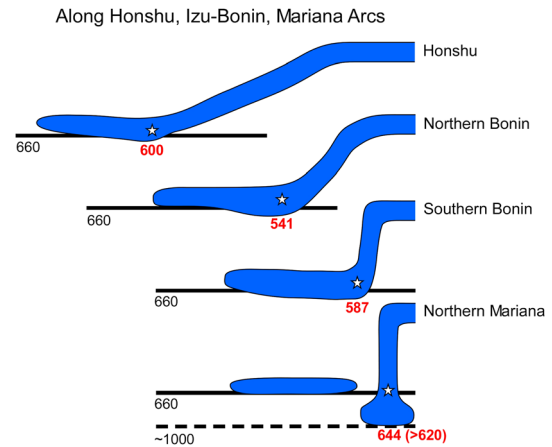 Along Honshu, Izu-Bonin, Mariana Arcs
Honshu
660
600
Northern Bonin
660
541
Southern Bonin
660
587
Northern Mariana
660
~1000
644 (>620)